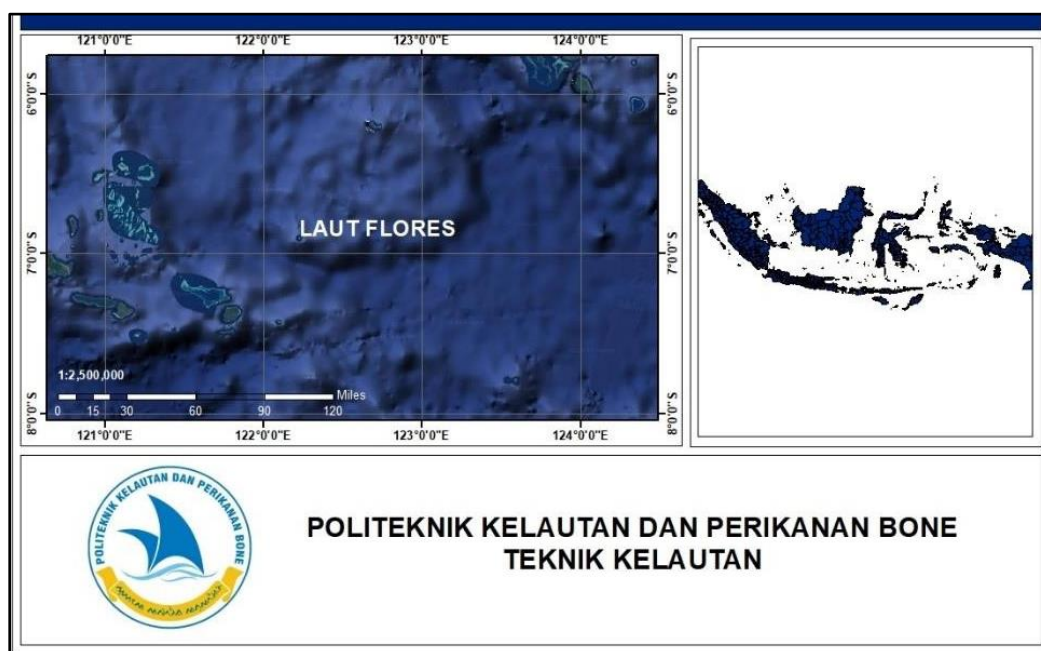 121°0'0"E 122°0'0"E 123°0'0"E 124°0'0"E
6°0'0"S 6°0'0"S
LAUT FLORES
7°0'0"S 7°0'0"S
1:2,500,000
Miles
0 15 30 60 90 120
8°0'0"S 8°0'0"S
121°0'0"E 122°0'0"E 123°0'0"E 124°0'0"E
POLITEKNIK KELAUTAN DAN PERIKANAN BONE
POLITEKNIK KELAUTAN DAN PERIKANAN BONE
TEKNIK KELAUTAN